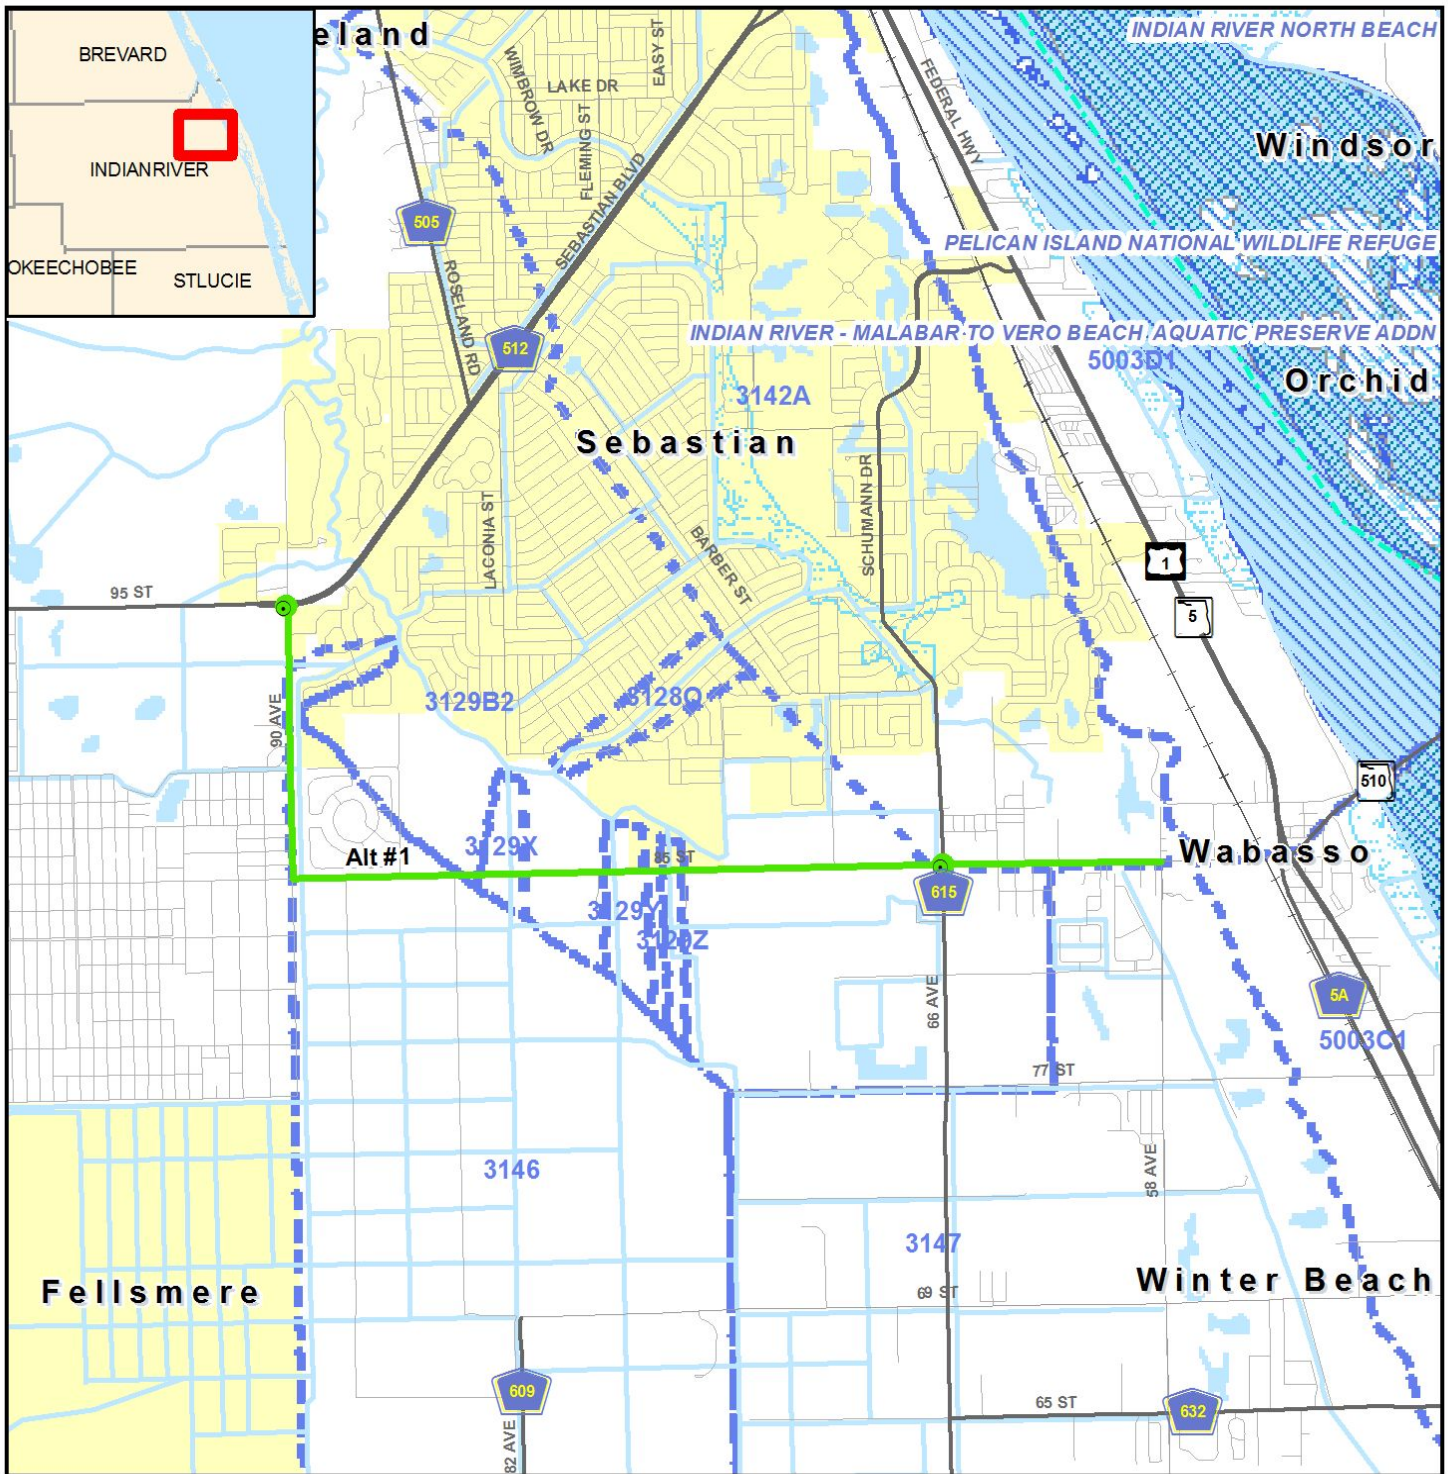 eland
INDIAN RIVER NORTH BEACH
BREVARD
EASY ST
WIMBROW DR
LAKE DR
FEDERAL HWY
FLEMING ST
Windsor
INDIANRIVER
SEBASTIAN BLVD
505
PELICAN ISLAND NATIONAL WILDLIFE REFUGE
OKEECHOBEE
STLUCIE
ROSELAND RD
INDIAN RIVER - MALABAR TO VERO BEACH AQUATIC PRESERVE ADDN
512
5003D1
Orchid
3142A
Sebastian
SCHUMANN DR
LACONIA ST
BARBER ST
1
95 ST
5
3129B2
3128Q
90 AVE
510
Alt #1
3129X
85 ST
Wabasso
615
3129Y
3129Z
66 AVE
5A
5003C1
77 ST
3146
58 AVE
3147
Fellsmere
Winter Beach
69 ST
609
65 ST
632
82 AVE